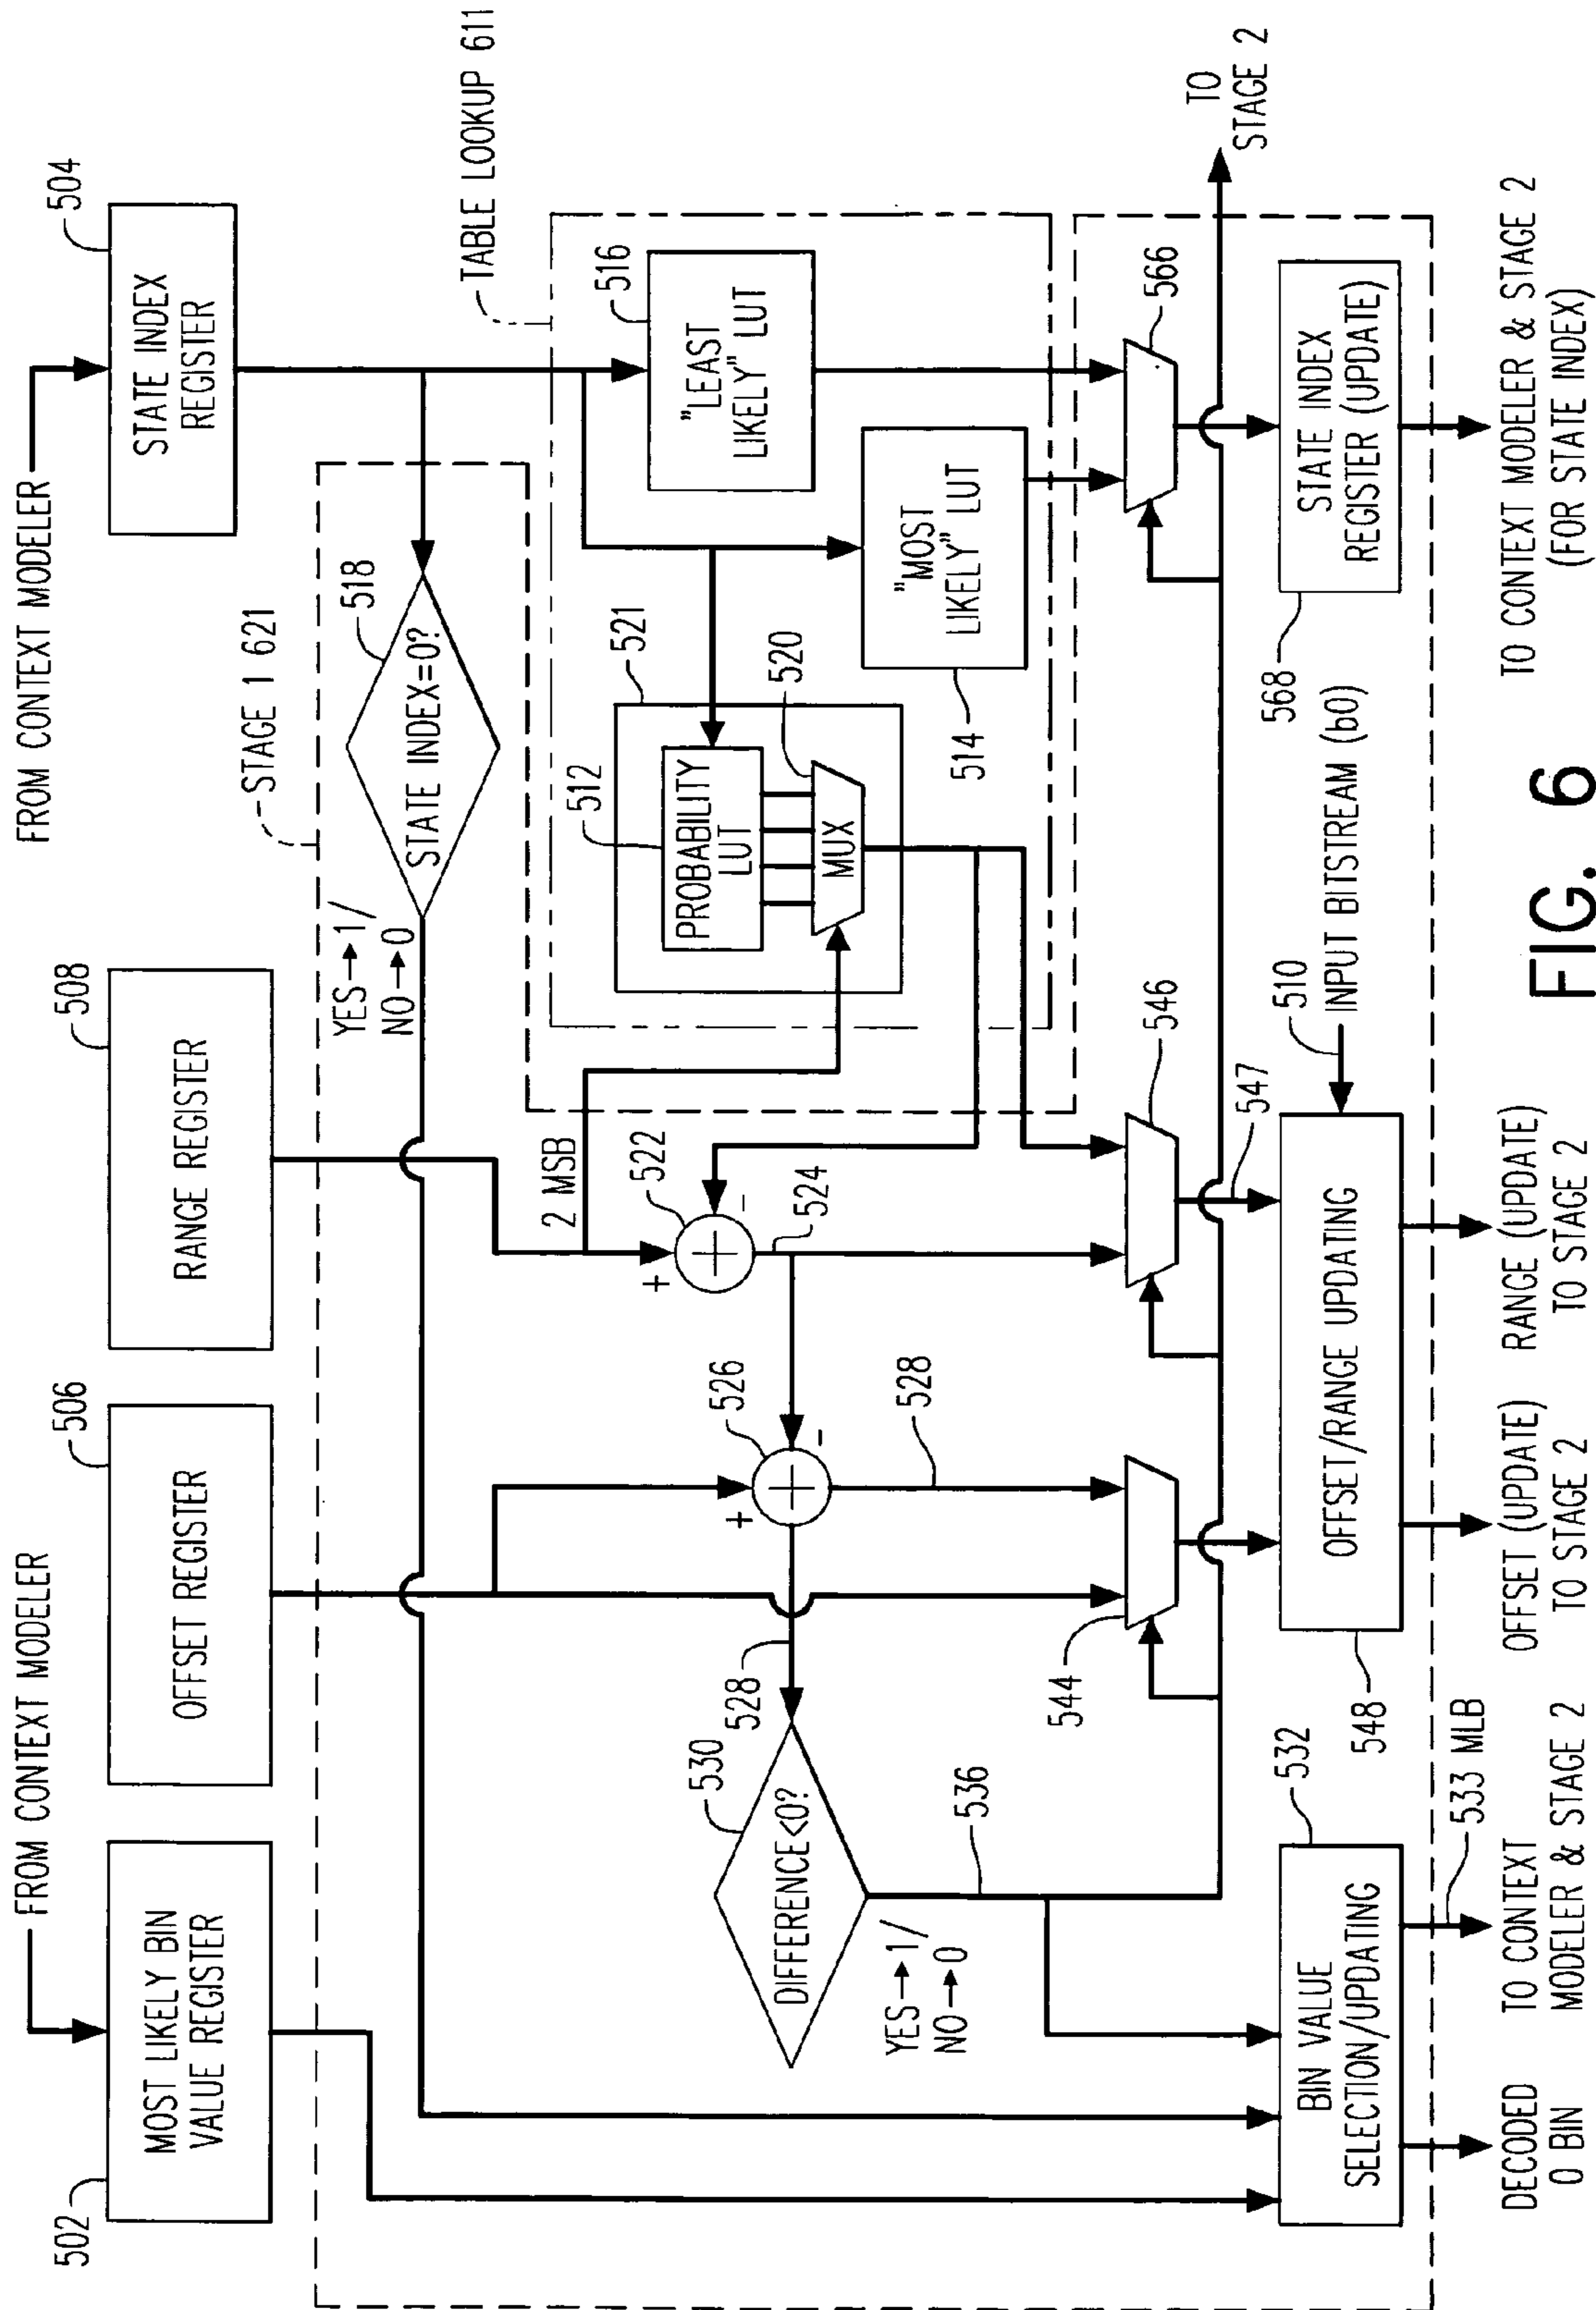 FROM CONTEXT MODELER
FROM CONTEXT MODELER
502
MOST LIKELY BIN
VALUE REGISTER
506
OFFSET REGISTER
508
RANGE REGISTER
504
STATE INDEX
REGISTER
STAGE 1 621
TABLE LOOKUP 611
518
STATE INDEX=0?
YES→1/
NO→0
2 MSB
522
+
-
524
521
512
PROBABILITY
LUT
520
MUX
516
"LEAST
LIKELY" LUT
514
"MOST
LIKELY" LUT
526
+
-
528
528
530
DIFFERENCE<0?
YES→1/
NO→0
536
544
546
547
566
TO
STAGE 2
510
INPUT BITSTREAM (b0)
532
BIN VALUE
SELECTION/UPDATING
548
OFFSET/RANGE UPDATING
568
STATE INDEX
REGISTER (UPDATE)
533 MLB
DECODED
0 BIN
TO CONTEXT
MODELER & STAGE 2
OFFSET (UPDATE)
TO STAGE 2
RANGE (UPDATE)
TO STAGE 2
TO CONTEXT MODELER & STAGE 2
(FOR STATE INDEX)
FIG. 6